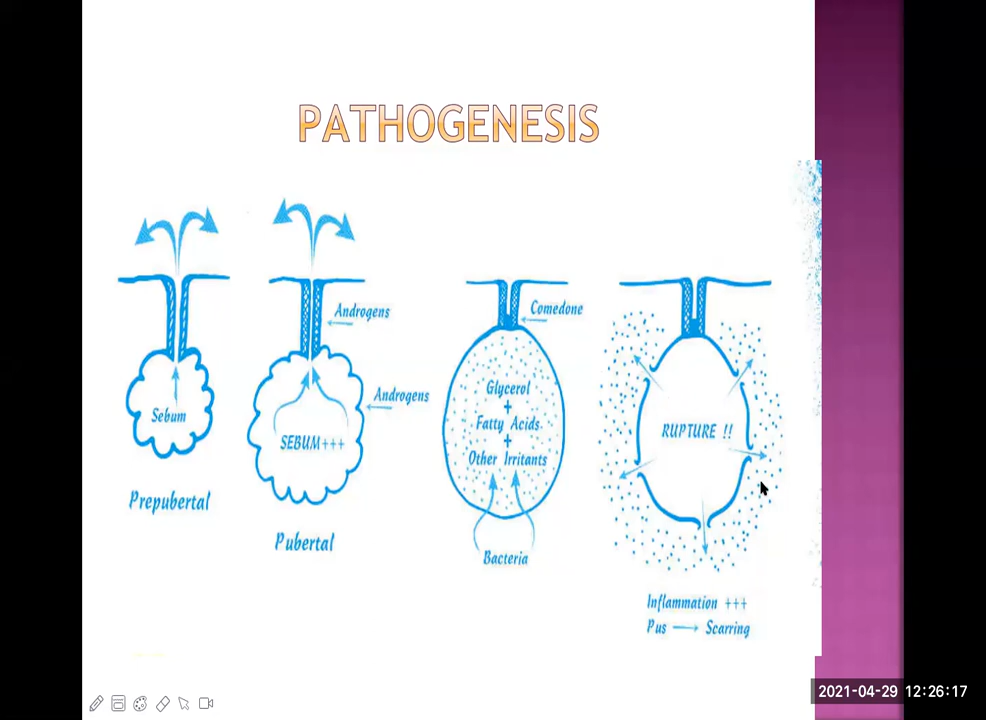 PATHOGENESIS
Androgens
Comedone
Glycerol
+
Fatty Acids
+
Other Irritants
Androgens
Sebum
SEBUM+++
RUPTURE !!
Prepubertal
Pubertal
Bacteria
Inflammation +++
Pus → Scarring
2021-04-29 12:26:17